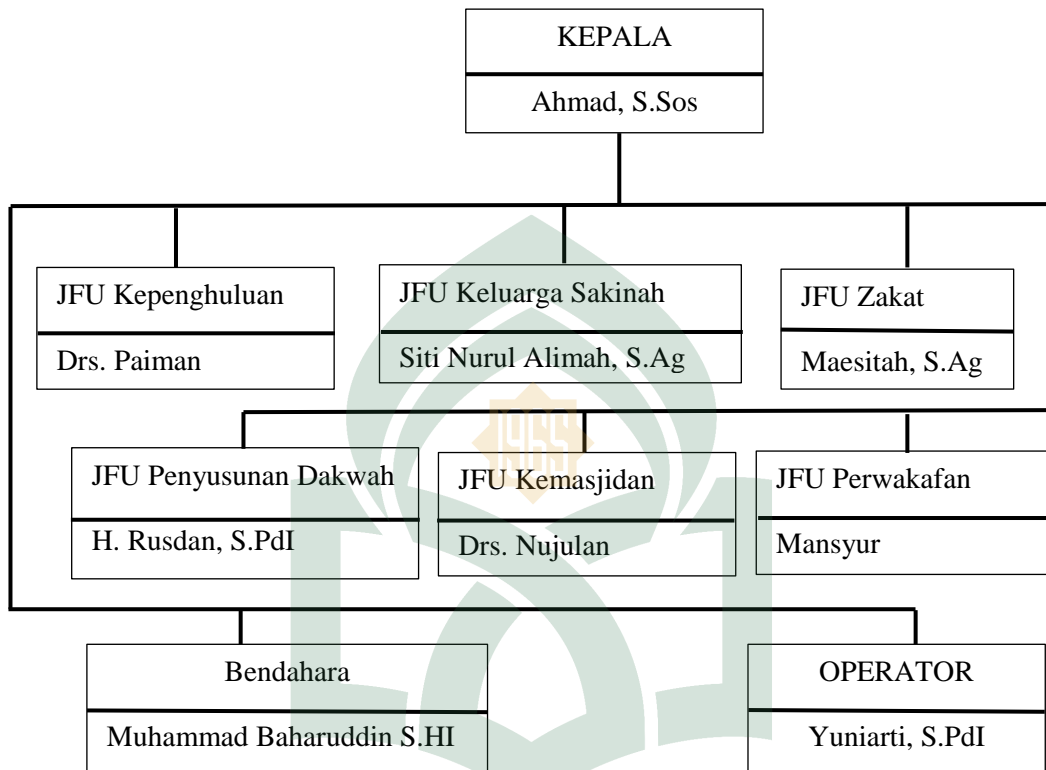 KEPALA
Ahmad, S.Sos
JFU Kepenghuluan
Drs. Paiman
JFU Keluarga Sakinah
Siti Nurul Alimah, S.Ag
JFU Zakat
Maesitah, S.Ag
JFU Penyusunan Dakwah
H. Rusdan, S.PdI
JFU Kemasjidan
Drs. Nujulan
JFU Perwakafan
Mansyur
Bendahara
Muhammad Baharuddin S.HI
OPERATOR
Yuniarti, S.PdI
1965